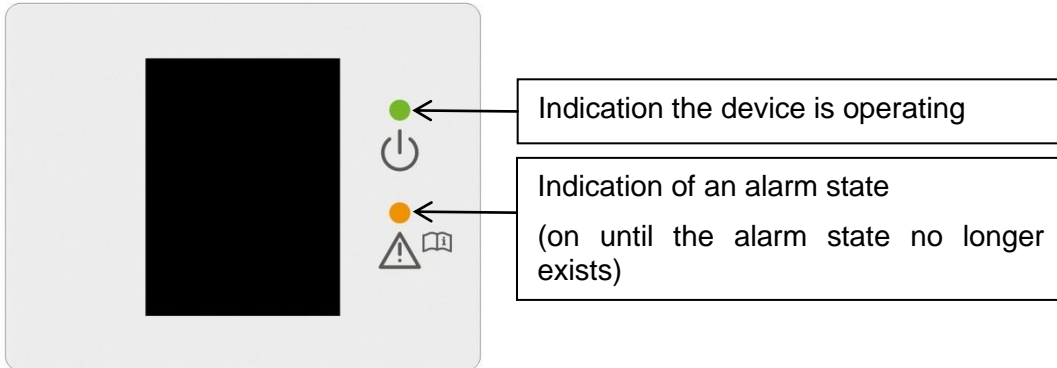 Indication the device is operating
Indication of an alarm state
(on until the alarm state no longer
exists)